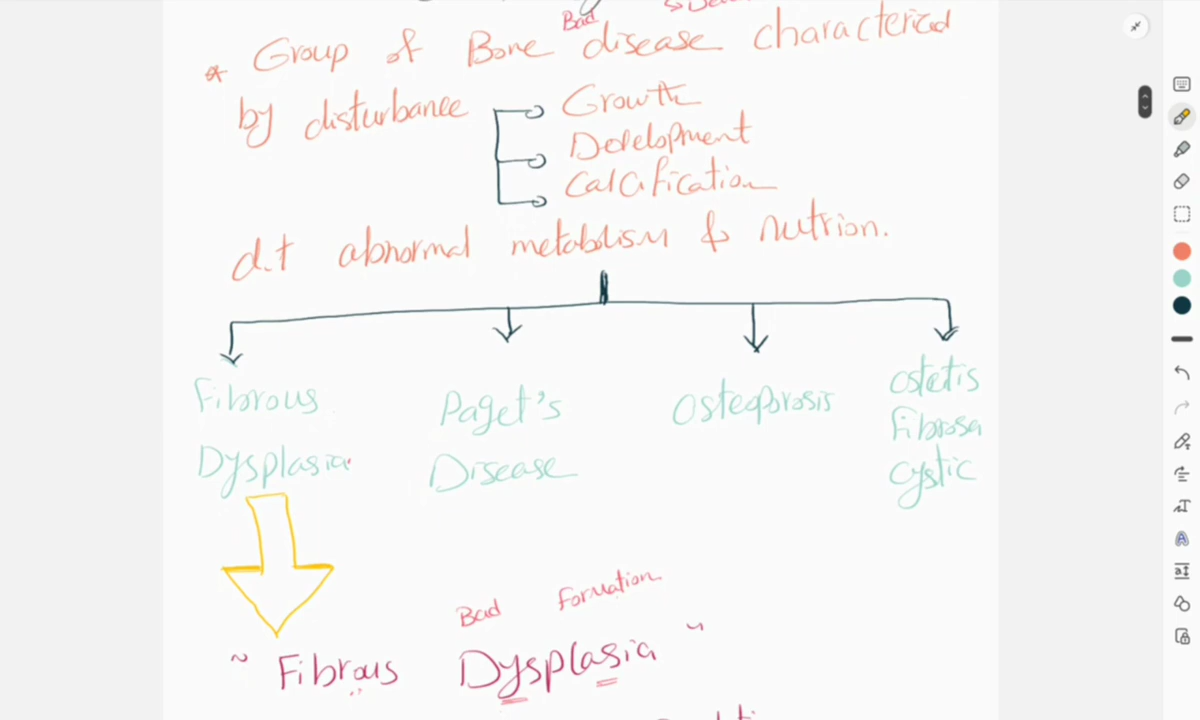 Bad
* Group of Bone disease characterized
by disturbance
Growth
Development
Calcification
d.t abnormal metabolism & nutrion.
Fibrous
Dysplasia
Paget's
Disease
Osteoporosis
Ostetis
Fibrosa
cystic
Bad Formation
~ Fibrous Dysplasia ~